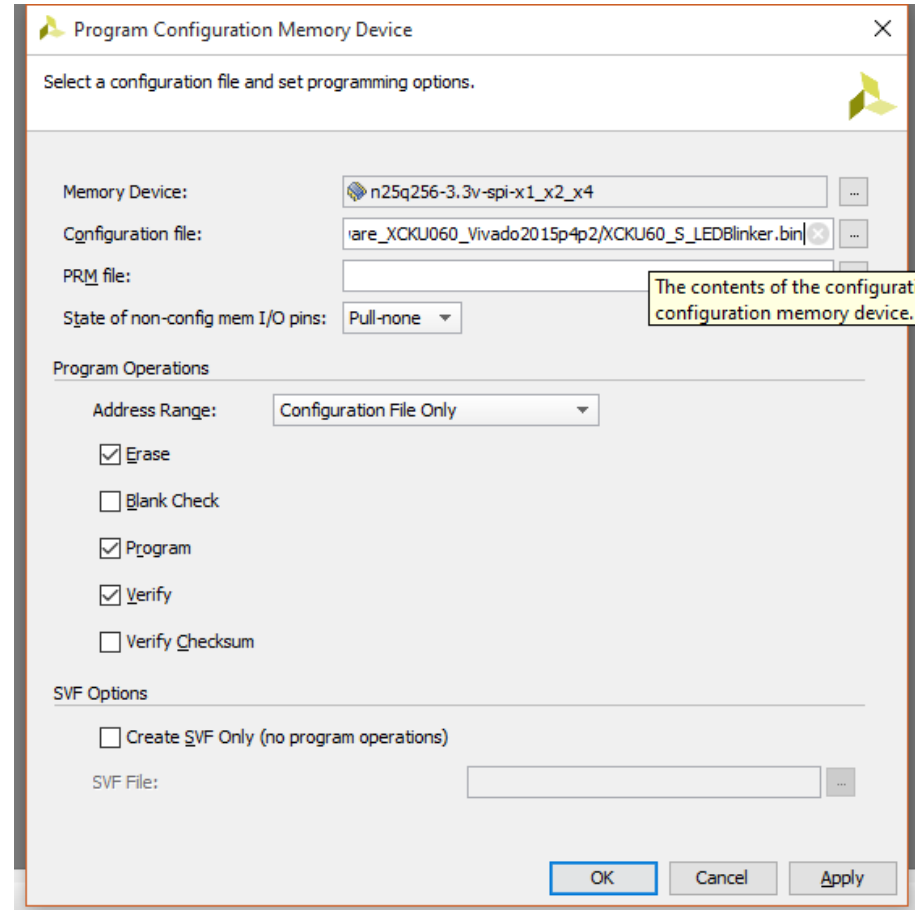 Program Configuration Memory Device
Select a configuration file and set programming options.
Memory Device: n25q256-3.3v-spi-x1_x2_x4 ...
Configuration file: are_XCKU060_Vivado2015p4p2/XCKU60_S_LEDBlinker.bin ...
PRM file:
The contents of the configurati
State of non-config mem I/O pins: Pull-none
configuration memory device.
Program Operations
Address Range: Configuration File Only
Erase
Blank Check
Program
Verify
Verify Checksum
SVF Options
Create SVF Only (no program operations)
SVF File: ...
OK Cancel Apply